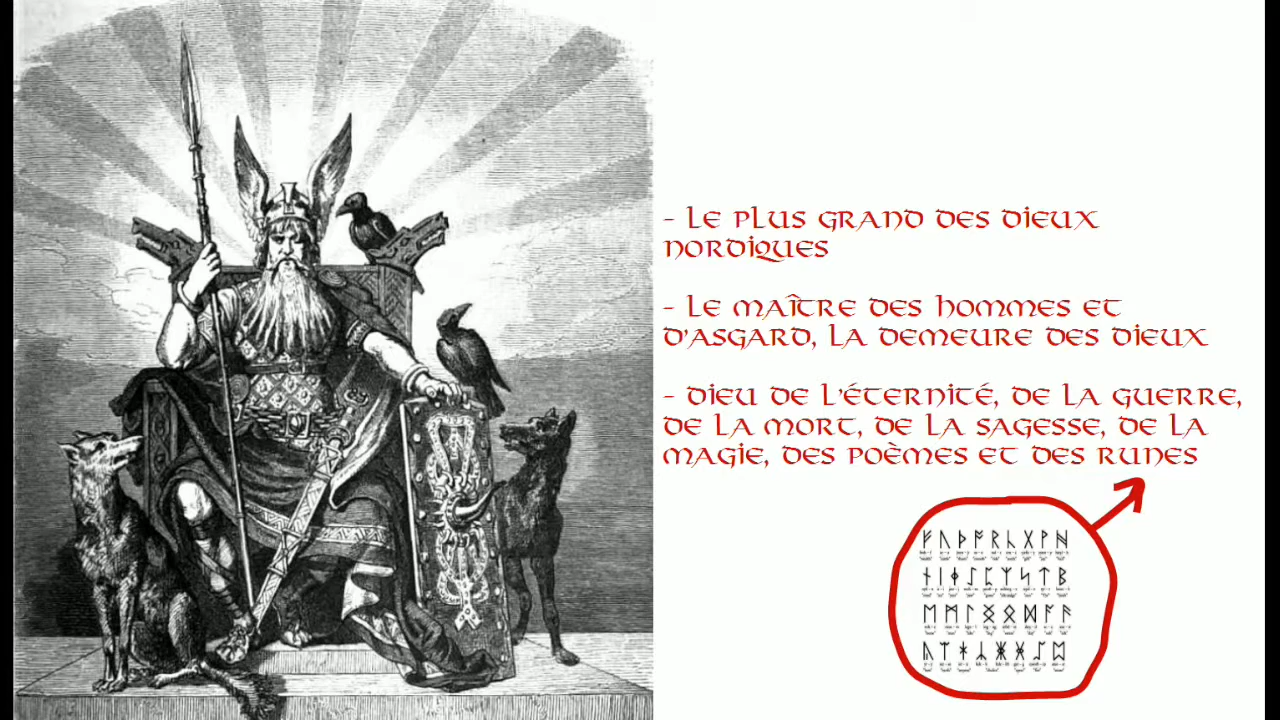 - Le plus grand des dieux
nordiques
- Le maître des hommes et
d'Asgard, la demeure des dieux
- Dieu de l'éternité, de la guerre,
de la mort, de la sagesse, de la
magie, des poèmes et des runes
ᚠ ᚢ ᚦ ᚩ ᚱ ᚳ ᚷ ᚹ ᚻ
ᚾ ᛁ ᛇ ᛈ ᛉ ᛏ ᛒ
ᛖ ᛗ ᛚ ᛝ ᛟ ᛞ ᚪ ᚫ